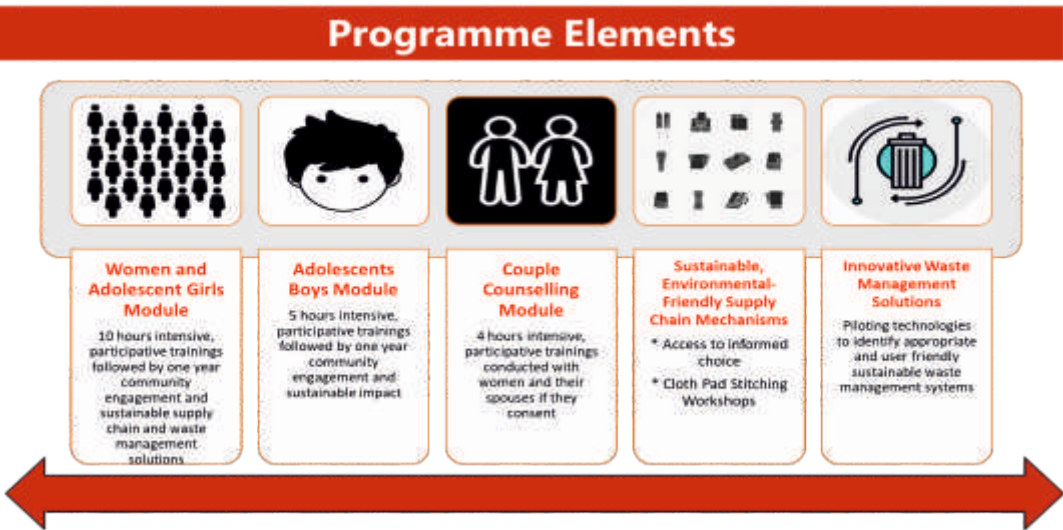 Programme Elements
Women and
Adolescent Girls
Module
10 hours intensive,
participative trainings
followed by one year
community
engagement and
sustainable supply
chain and waste
management
solutions
Adolescents
Boys Module
5 hours intensive,
participative trainings
followed by one year
community
engagement and
sustainable impact
Couple
Counselling
Module
4 hours intensive,
participative trainings
conducted with
women and their
spouses if they
consent
Sustainable,
Environmental-
Friendly Supply
Chain Mechanisms
* Access to informed
choice
* Cloth Pad Stitching
Workshops
Innovative Waste
Management
Solutions
Piloting technologies
to identify appropriate
and user friendly
sustainable waste
management systems